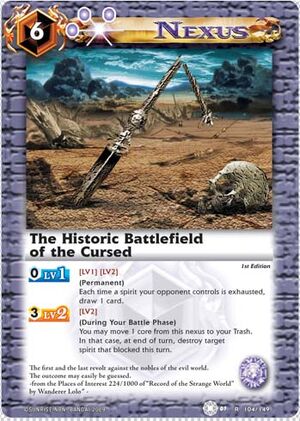 6
NEXUS
The Historic Battlefield
of the Cursed
1st Edition
0 LV1 [LV1] [LV2]
(Permanent)
Each time a spirit your opponent controls is exhausted,
draw 1 card.
3 LV2 [LV2]
(During Your Battle Phase)
You may move 1 core from this nexus to your Trash.
In that case, at end of turn, destroy target
spirit that blocked this turn.
The first and the last revolt against the nobles of the evil world.
The outcome may easily be guessed.
-from the Places of Interest 224/1000 of "Record of the Strange World"
by Wanderer Lolo" -
©SUNRISE/NBN, BANDAI 2009
R 104/149